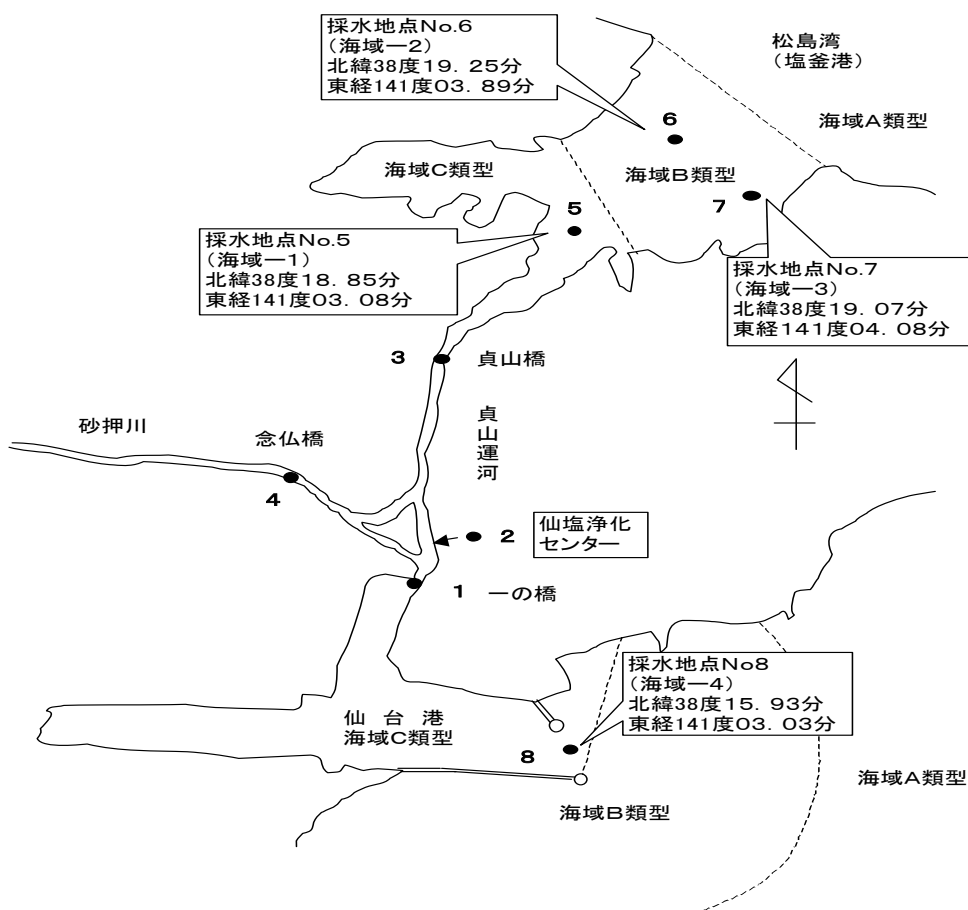 採水地点No.6
(海域ー2)
北緯38度19. 25分
東経141度03. 89分
松島湾
(塩釜港)
海域A類型
6
海域C類型
海域B類型
7
5
採水地点No.5
(海域ー1)
北緯38度18. 85分
東経141度03. 08分
採水地点No.7
(海域ー3)
北緯38度19. 07分
東経141度04. 08分
3
貞山橋
貞山運河
砂押川
念仏橋
4
2
仙塩浄化
センター
1
一の橋
採水地点No8
(海域ー4)
北緯38度15. 93分
東経141度03. 03分
仙 台 港
海域C類型
8
海域B類型
海域A類型